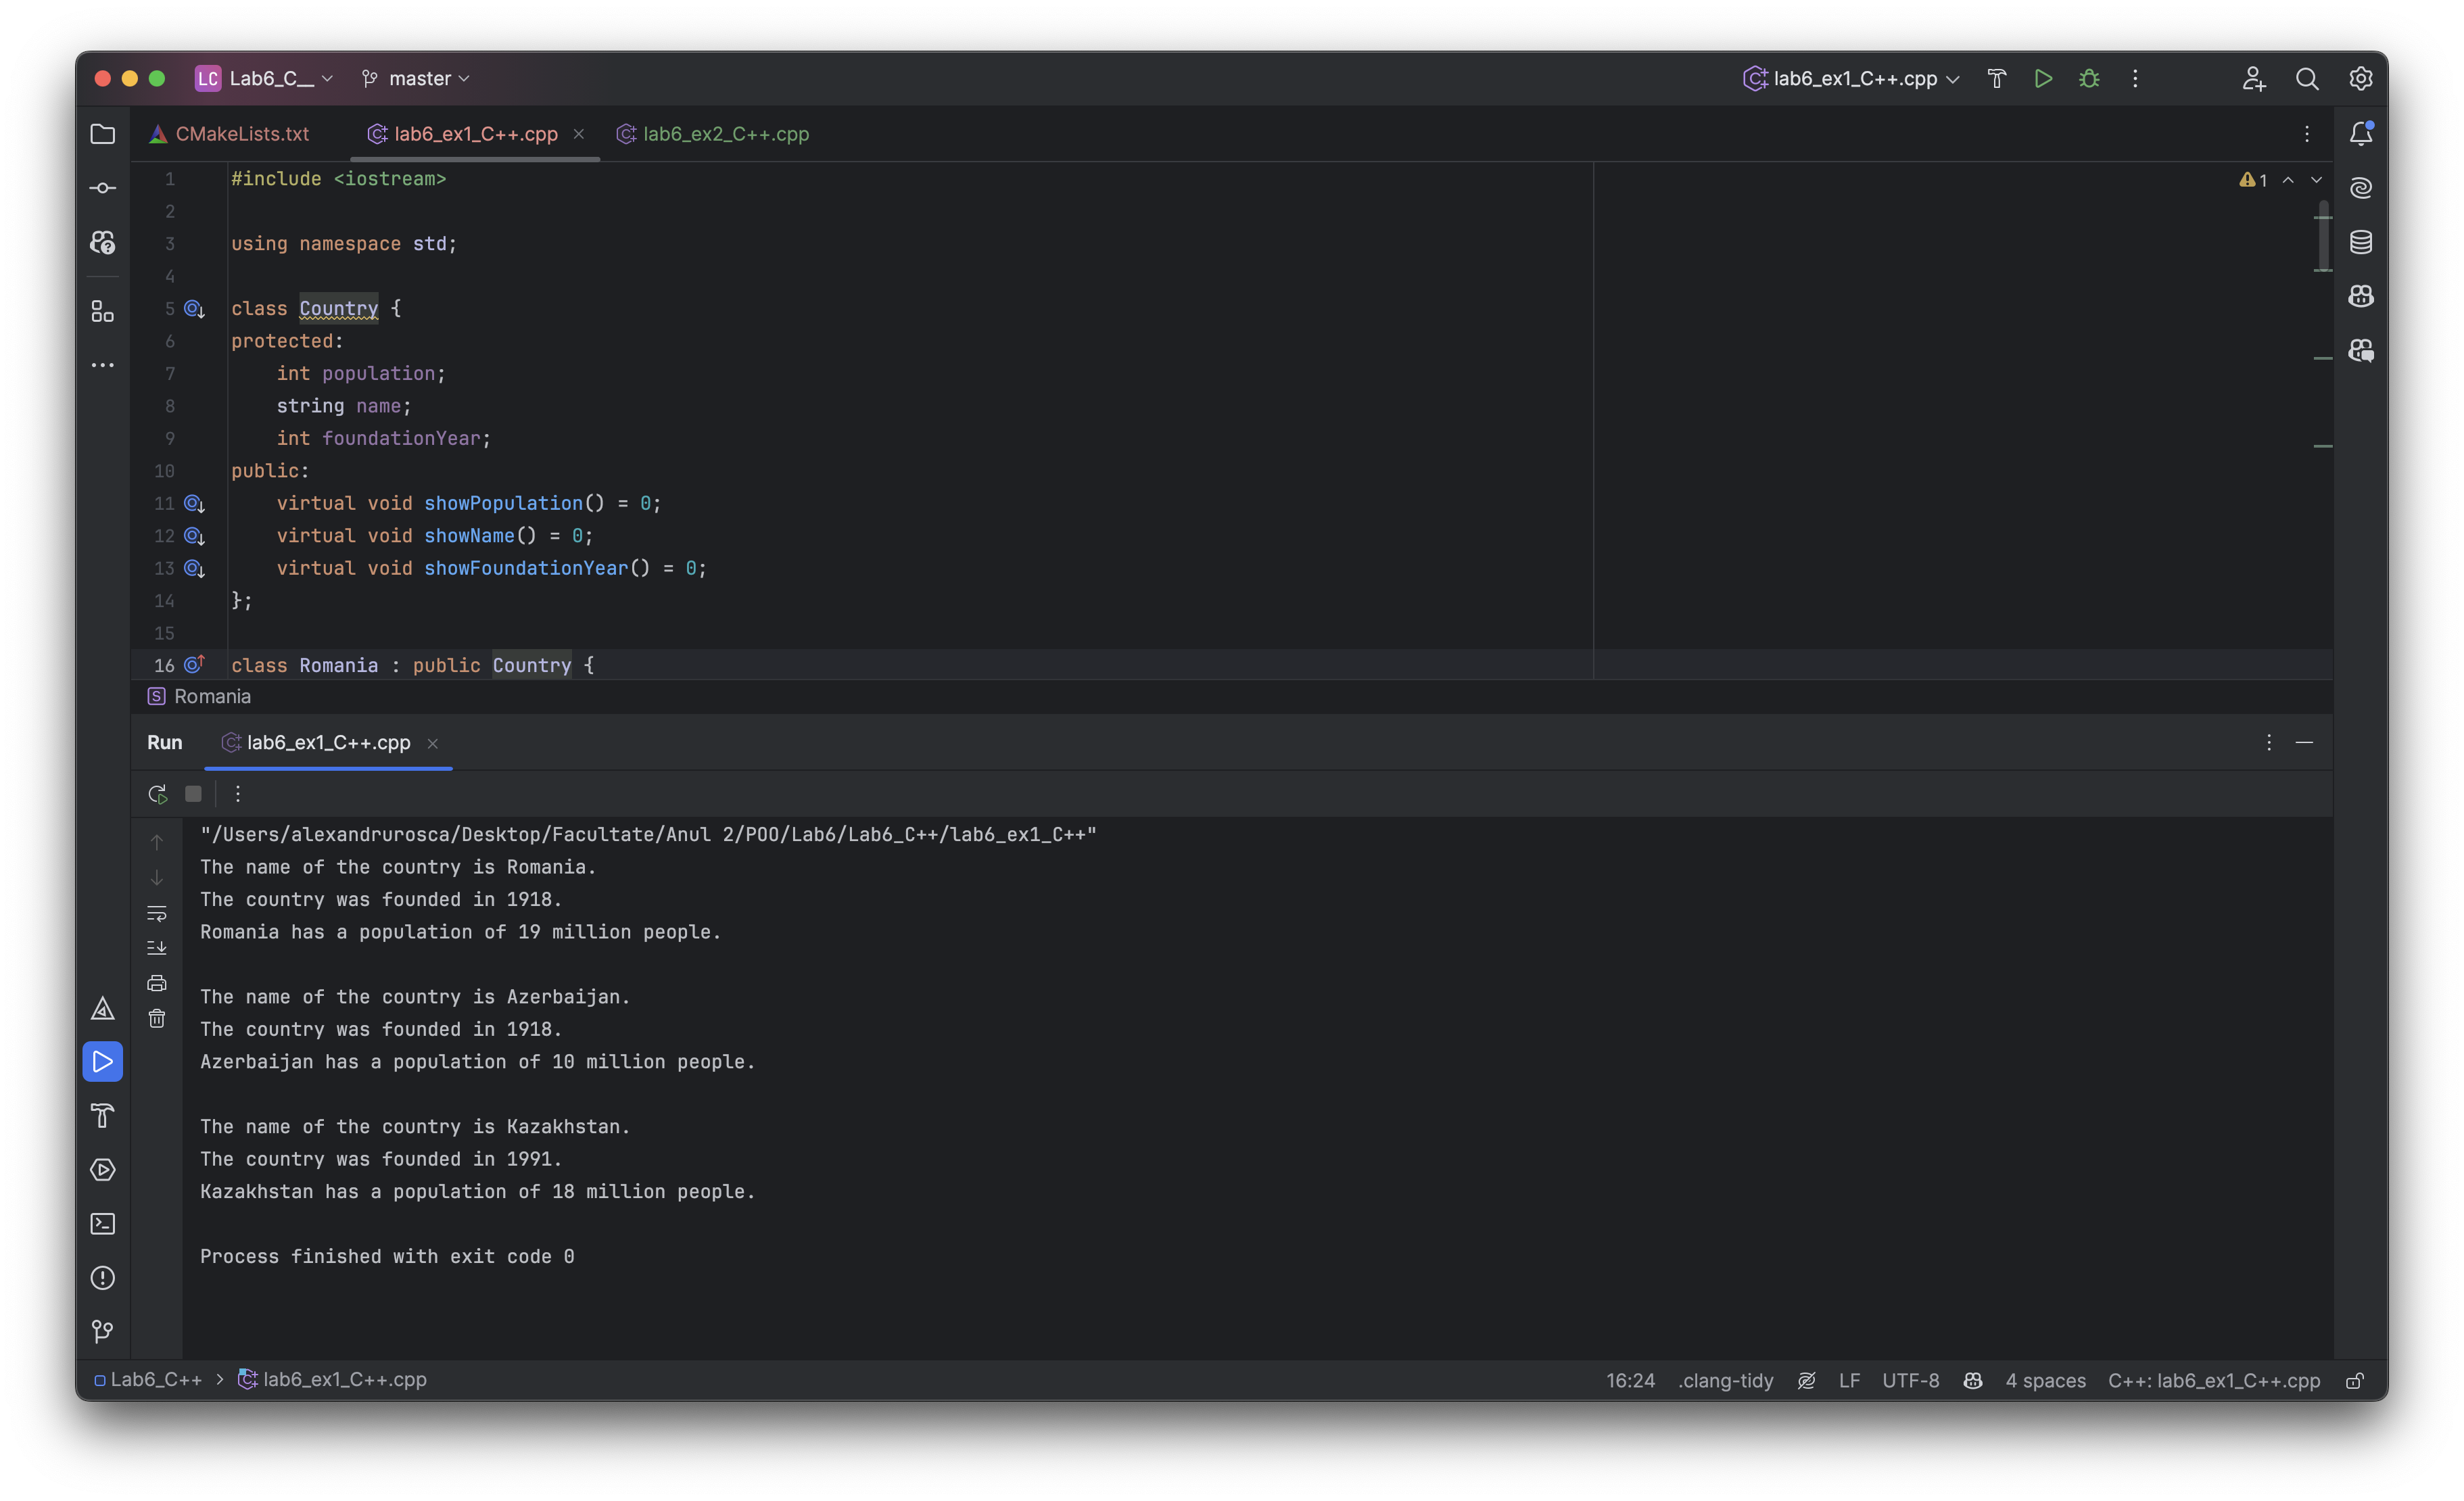 LC Lab6_C__ master lab6_ex1_C++.cpp
CMakeLists.txt lab6_ex1_C++.cpp lab6_ex2_C++.cpp
1 #include <iostream>
1
2
3 using namespace std;
4
5 class Country {
6 protected:
7 int population;
8 string name;
9 int foundationYear;
10 public:
11 virtual void showPopulation() = 0;
12 virtual void showName() = 0;
13 virtual void showFoundationYear() = 0;
14 };
15
16 class Romania : public Country {
S Romania
Run lab6_ex1_C++.cpp
"/Users/alexandrurosca/Desktop/Facultate/Anul 2/POO/Lab6/Lab6_C++/lab6_ex1_C++"
The name of the country is Romania.
The country was founded in 1918.
Romania has a population of 19 million people.
The name of the country is Azerbaijan.
The country was founded in 1918.
Azerbaijan has a population of 10 million people.
The name of the country is Kazakhstan.
The country was founded in 1991.
Kazakhstan has a population of 18 million people.
Process finished with exit code 0
Lab6_C++ > lab6_ex1_C++.cpp 16:24 .clang-tidy LF UTF-8 4 spaces C++: lab6_ex1_C++.cpp